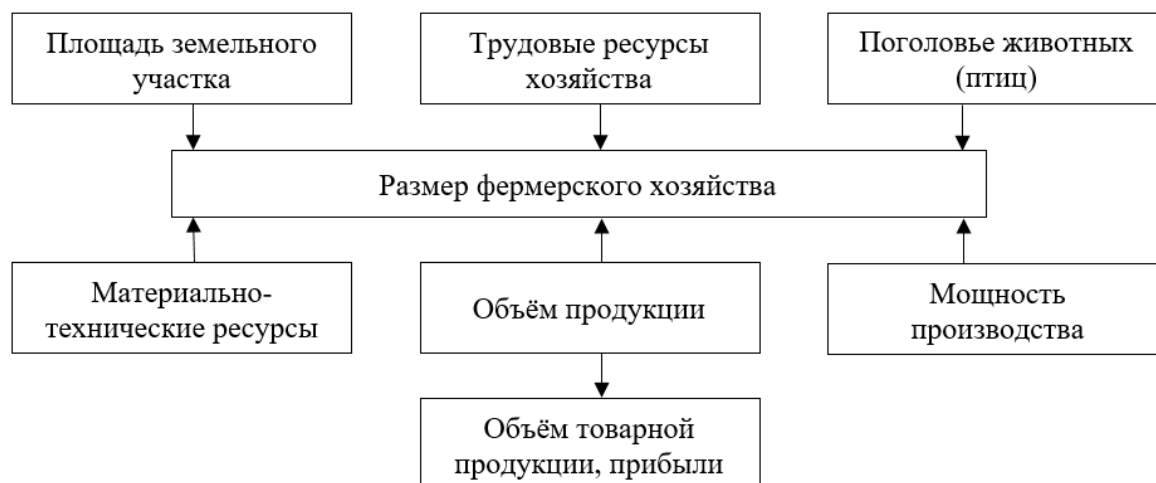 Площадь земельного
участка
Трудовые ресурсы
хозяйства
Поголовье животных
(птиц)
Размер фермерского хозяйства
Материально-
технические ресурсы
Объём продукции
Мощность
производства
Объём товарной
продукции, прибыли